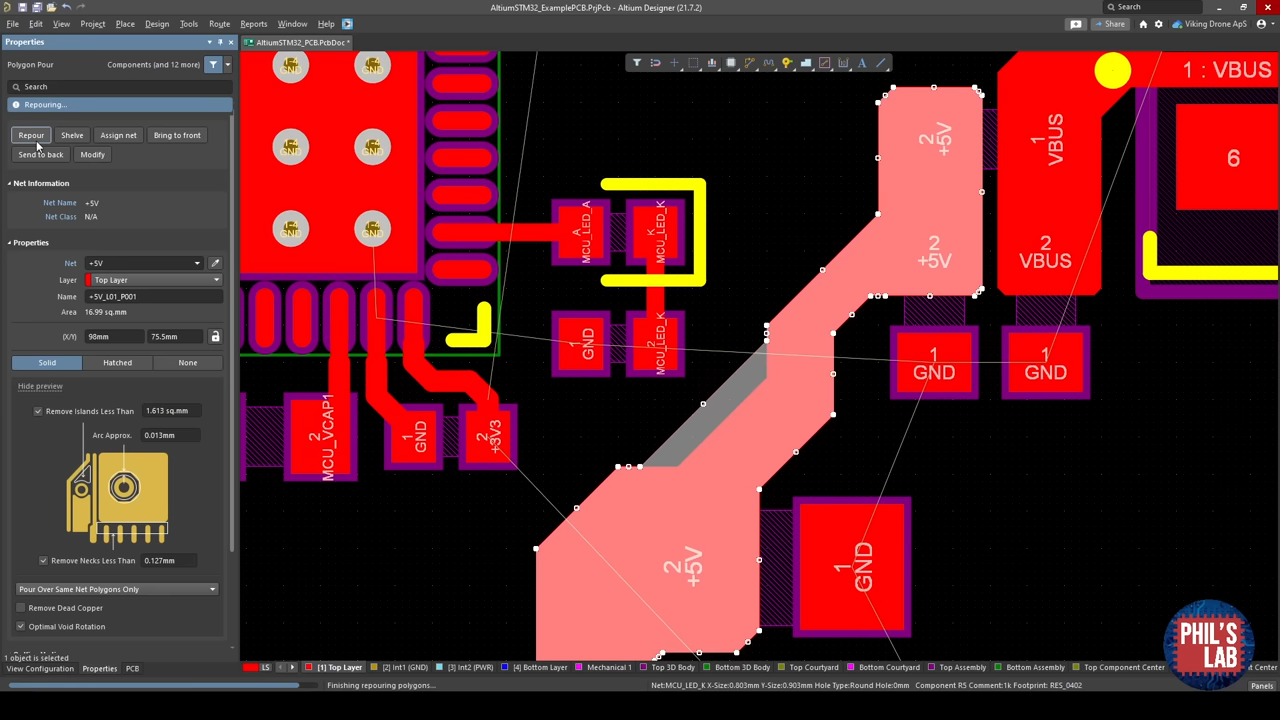 AltiumSTM32_ExamplePCB.PrjPcb - Altium Designer (21.7.2)
Search
File Edit View Project Place Design Tools Route Reports Window Help
Share
Viking Drone ApS
Properties
AltiumSTM32_PCB.PcbDoc *
Polygon Pour
Components (and 12 more)
Search
Repouring...
Repour Shelve Assign net Bring to front
Send to back Modify
Net Information
Net Name +5V
Net Class N/A
Properties
Net +5V
Layer Top Layer
Name +5V_L01_P001
Area 16.99 sq.mm
(X/Y) 98mm 75.5mm
Solid Hatched None
Hide preview
Remove Islands Less Than 1.613 sq.mm
Arc Approx. 0.013mm
Remove Necks Less Than 0.127mm
Pour Over Same Net Polygons Only
Remove Dead Copper
Optimal Void Rotation
1 object is selected
View Configuration Properties PCB
GND
GND
GND
GND
GND
GND
A
MCU_LED_A
K
MCU_LED_K
1
GND
2
MCU_LED_K
2
MCU_VCAP1
1
GND
2
+3V3
2
+5V
2
+5V
1 : VBUS
1
VBUS
2
VBUS
6
1
GND
1
GND
2
+5V
1
GND
LS [1] Top Layer [2] Int1 (GND) [3] Int2 (PWR) [4] Bottom Layer Mechanical 1 Top 3D Body Bottom 3D Body Top Courtyard Bottom Courtyard Top Assembly Bottom Assembly Top Component Center
Finishing repouring polygons...
Net:MCU_LED_K X-Size:0.803mm Y-Size:0.903mm Hole Type:Round Hole:0mm Component R5 Comment:1k Footprint: RES_0402
Panels
PHIL'S
LAB